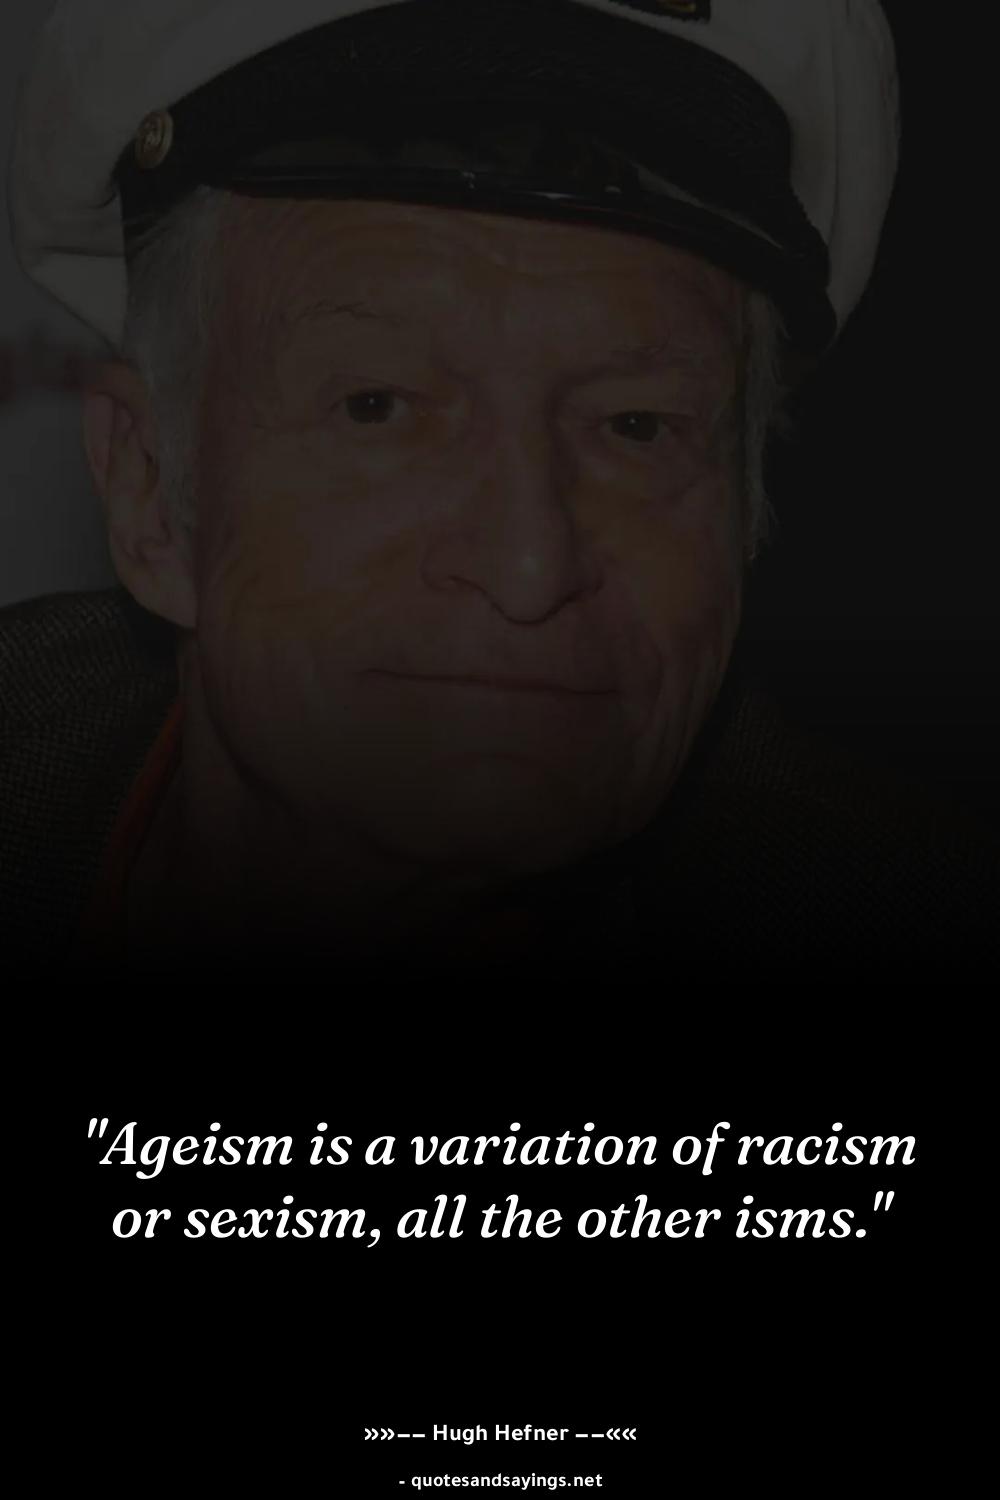 "Ageism is a variation of racism
or sexism, all the other isms."
»»—— Hugh Hefner ——««
- quotesandsayings.net